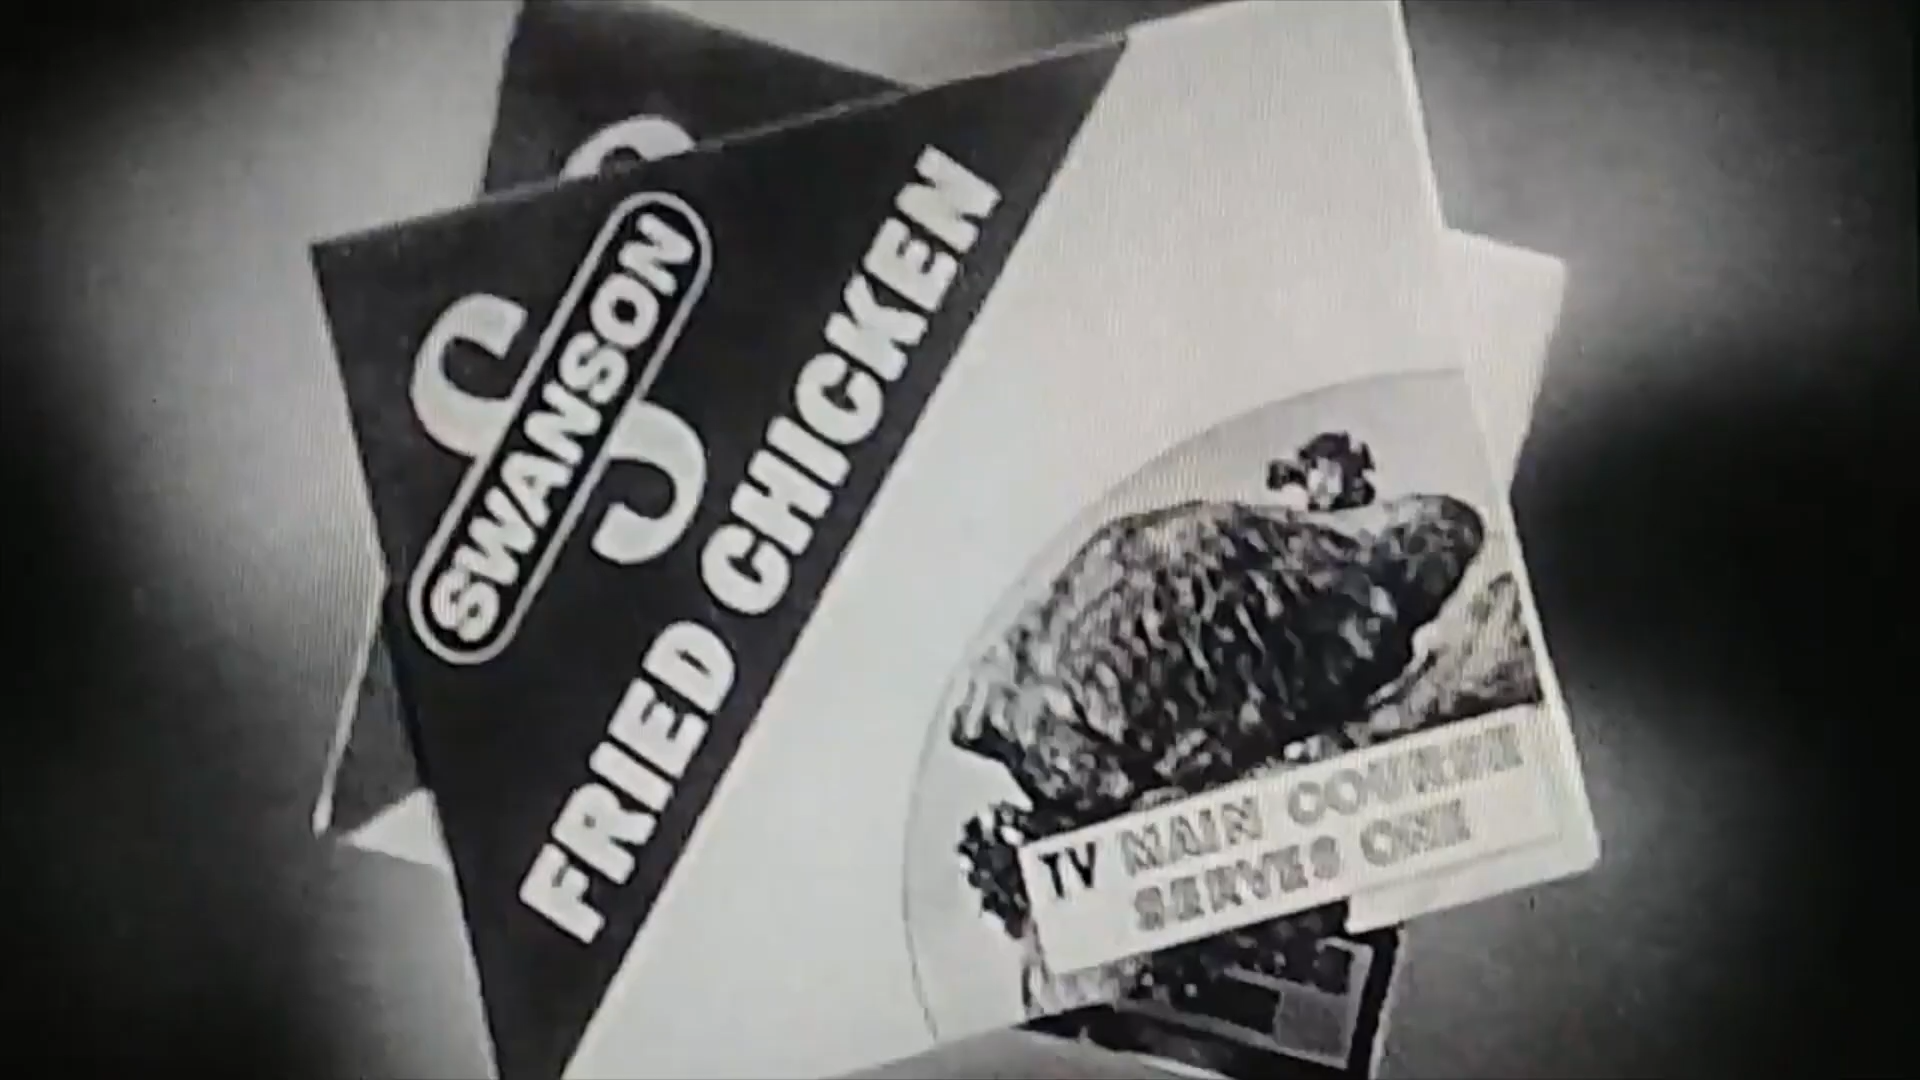 S
SWANSON
FRIED CHICKEN
TV MAIN COURSE
SERVES ONE